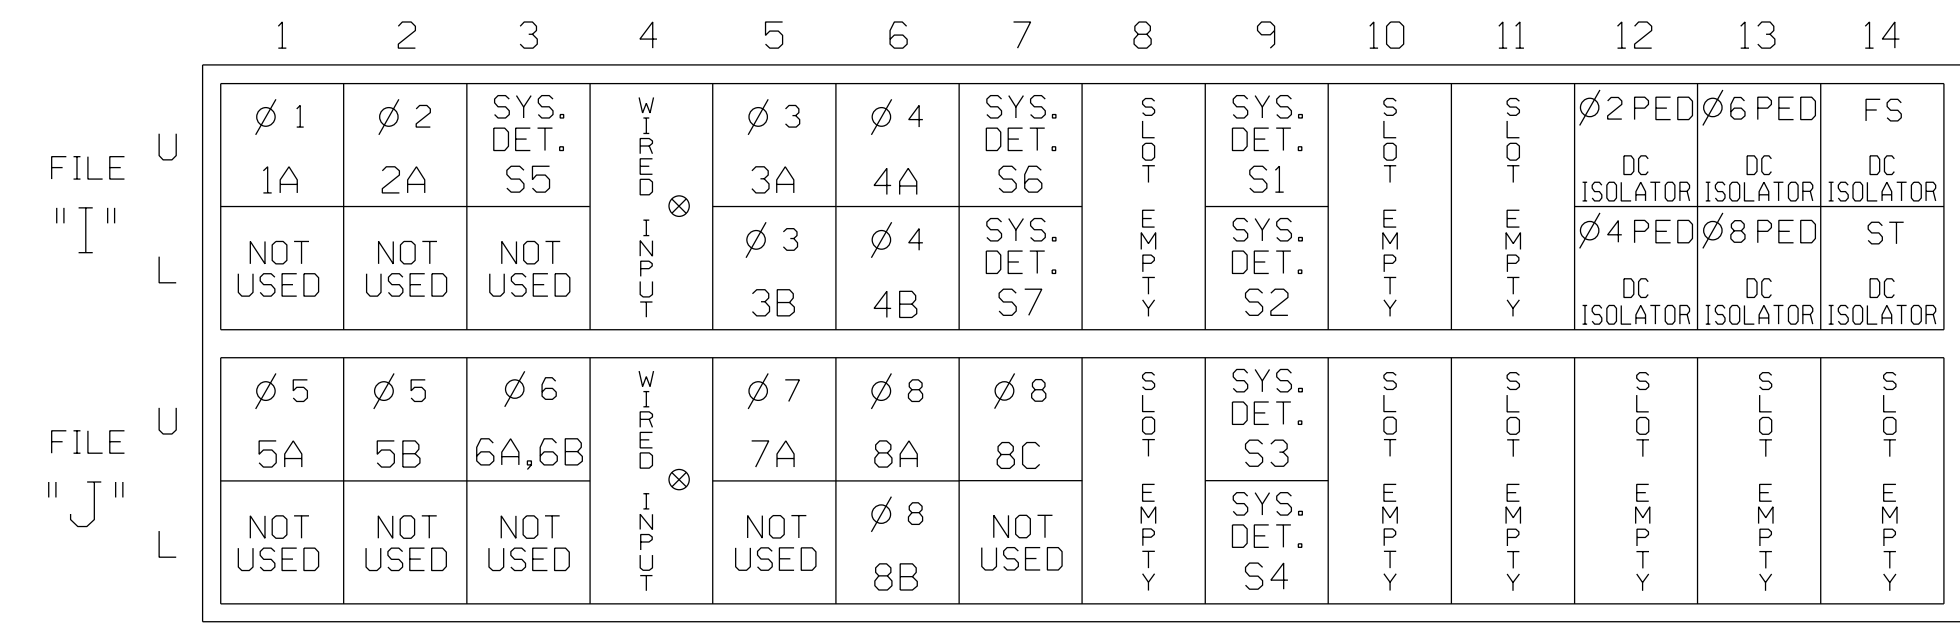 1 2 3 4 5 6 7 8 9 10 11 12 13 14
FILE "I"
U
Ø 1 1A
Ø 2 2A
SYS. DET. S5
WIRED INPUT
Ø 3 3A
Ø 4 4A
SYS. DET. S6
SLOT EMPTY
SYS. DET. S1
SLOT EMPTY
SLOT EMPTY
Ø2 PED DC ISOLATOR
Ø6 PED DC ISOLATOR
FS DC ISOLATOR
L
NOT USED
NOT USED
NOT USED
Ø 3 3B
Ø 4 4B
SYS. DET. S7
SYS. DET. S2
Ø4 PED DC ISOLATOR
Ø8 PED DC ISOLATOR
ST DC ISOLATOR
FILE "J"
U
Ø 5 5A
Ø 5 5B
Ø 6 6A,6B
WIRED INPUT
Ø 7 7A
Ø 8 8A
Ø 8 8C
SLOT EMPTY
SYS. DET. S3
SLOT EMPTY
SLOT EMPTY
SLOT EMPTY
SLOT EMPTY
SLOT EMPTY
L
NOT USED
NOT USED
NOT USED
NOT USED
Ø 8 8B
NOT USED
SYS. DET. S4